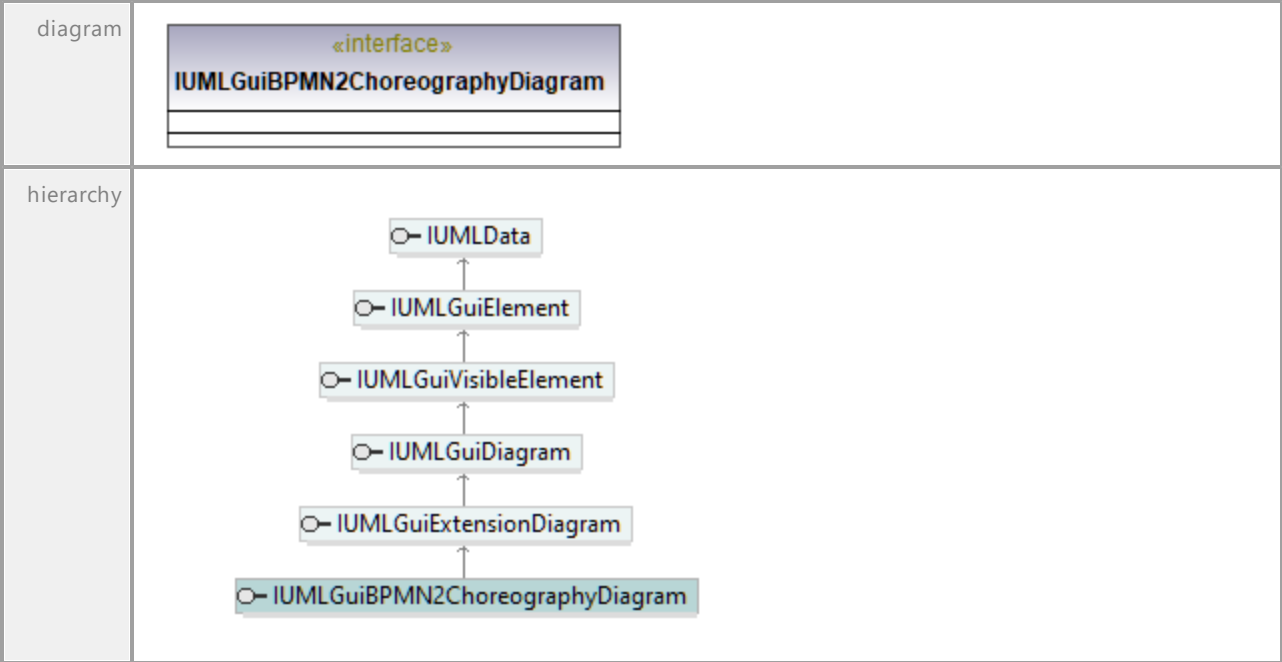 diagram
«interface»
IUMLGuiBPMN2ChoreographyDiagram
hierarchy
IUMLData
IUMLGuiElement
IUMLGuiVisibleElement
IUMLGuiDiagram
IUMLGuiExtensionDiagram
IUMLGuiBPMN2ChoreographyDiagram